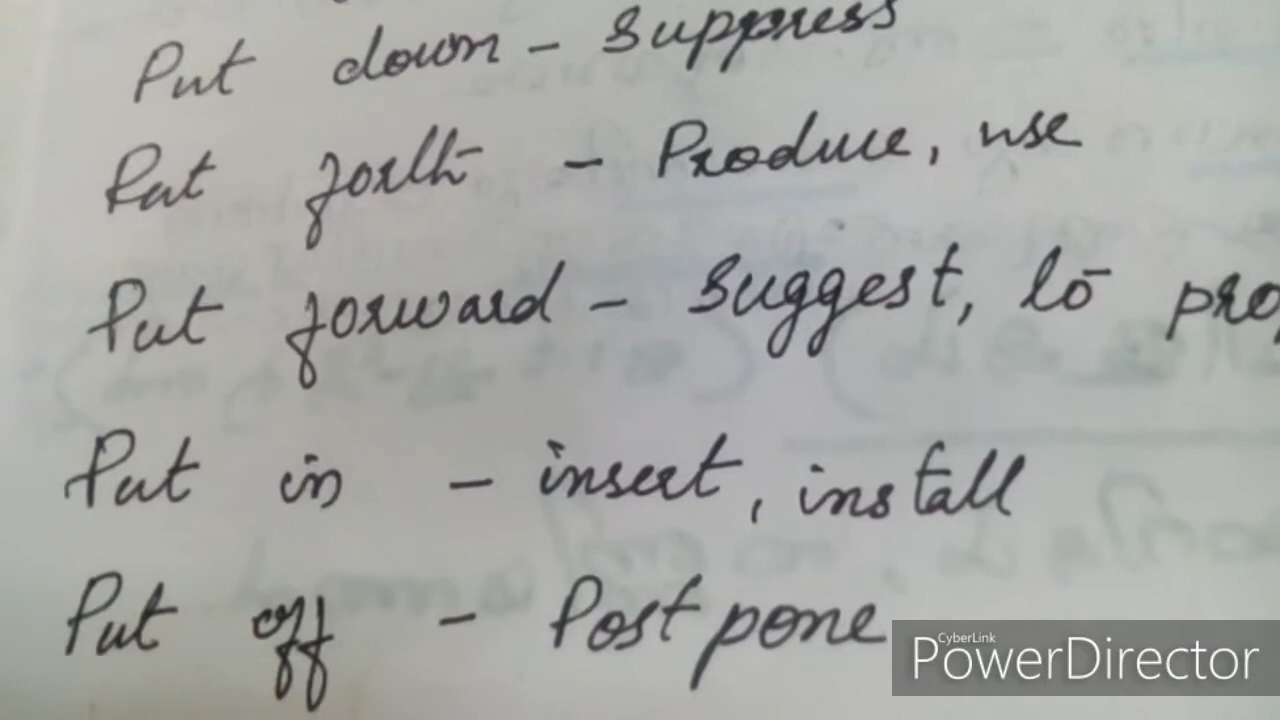 Put down - Suppress
Put forth - Produce, use
Put forward - Suggest, to pro
Put in - insert, install
Put off - Postpone
CyberLink
PowerDirector